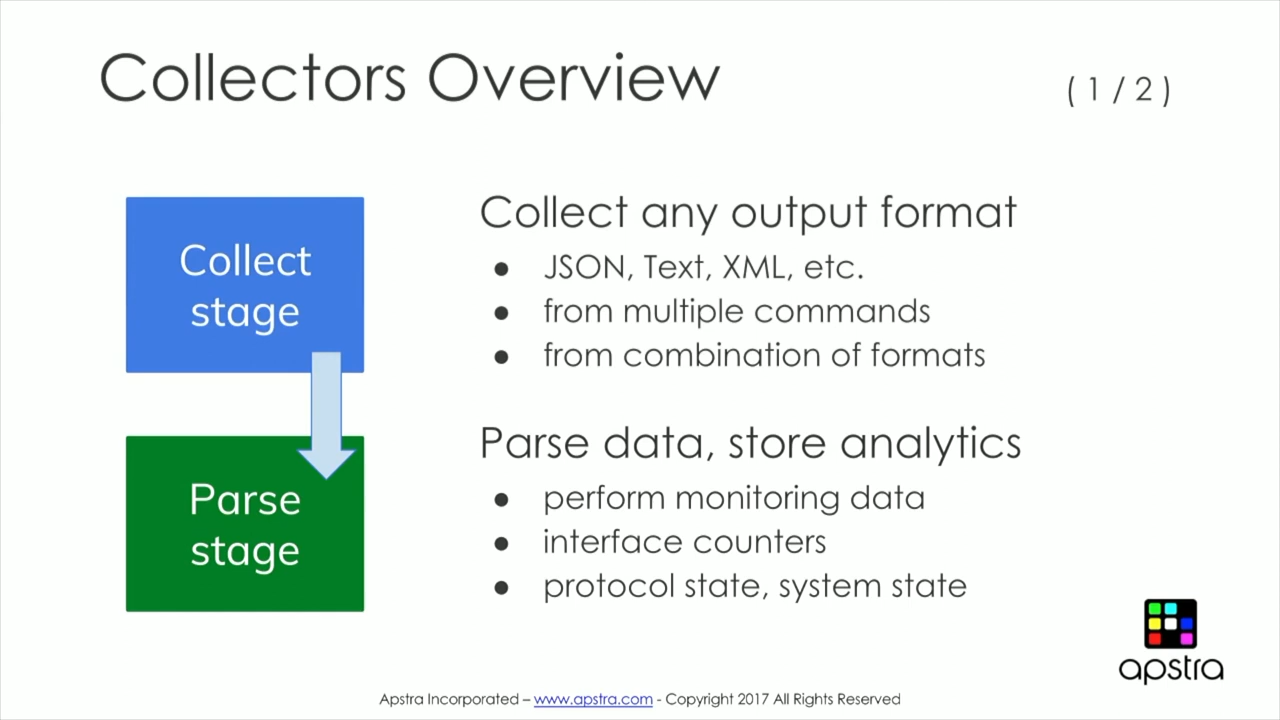 Collectors Overview
( 1 / 2 )
Collect
stage
Collect any output format
● JSON, Text, XML, etc.
● from multiple commands
● from combination of formats
Parse
stage
Parse data, store analytics
● perform monitoring data
● interface counters
● protocol state, system state
apstra
Apstra Incorporated – www.apstra.com - Copyright 2017 All Rights Reserved